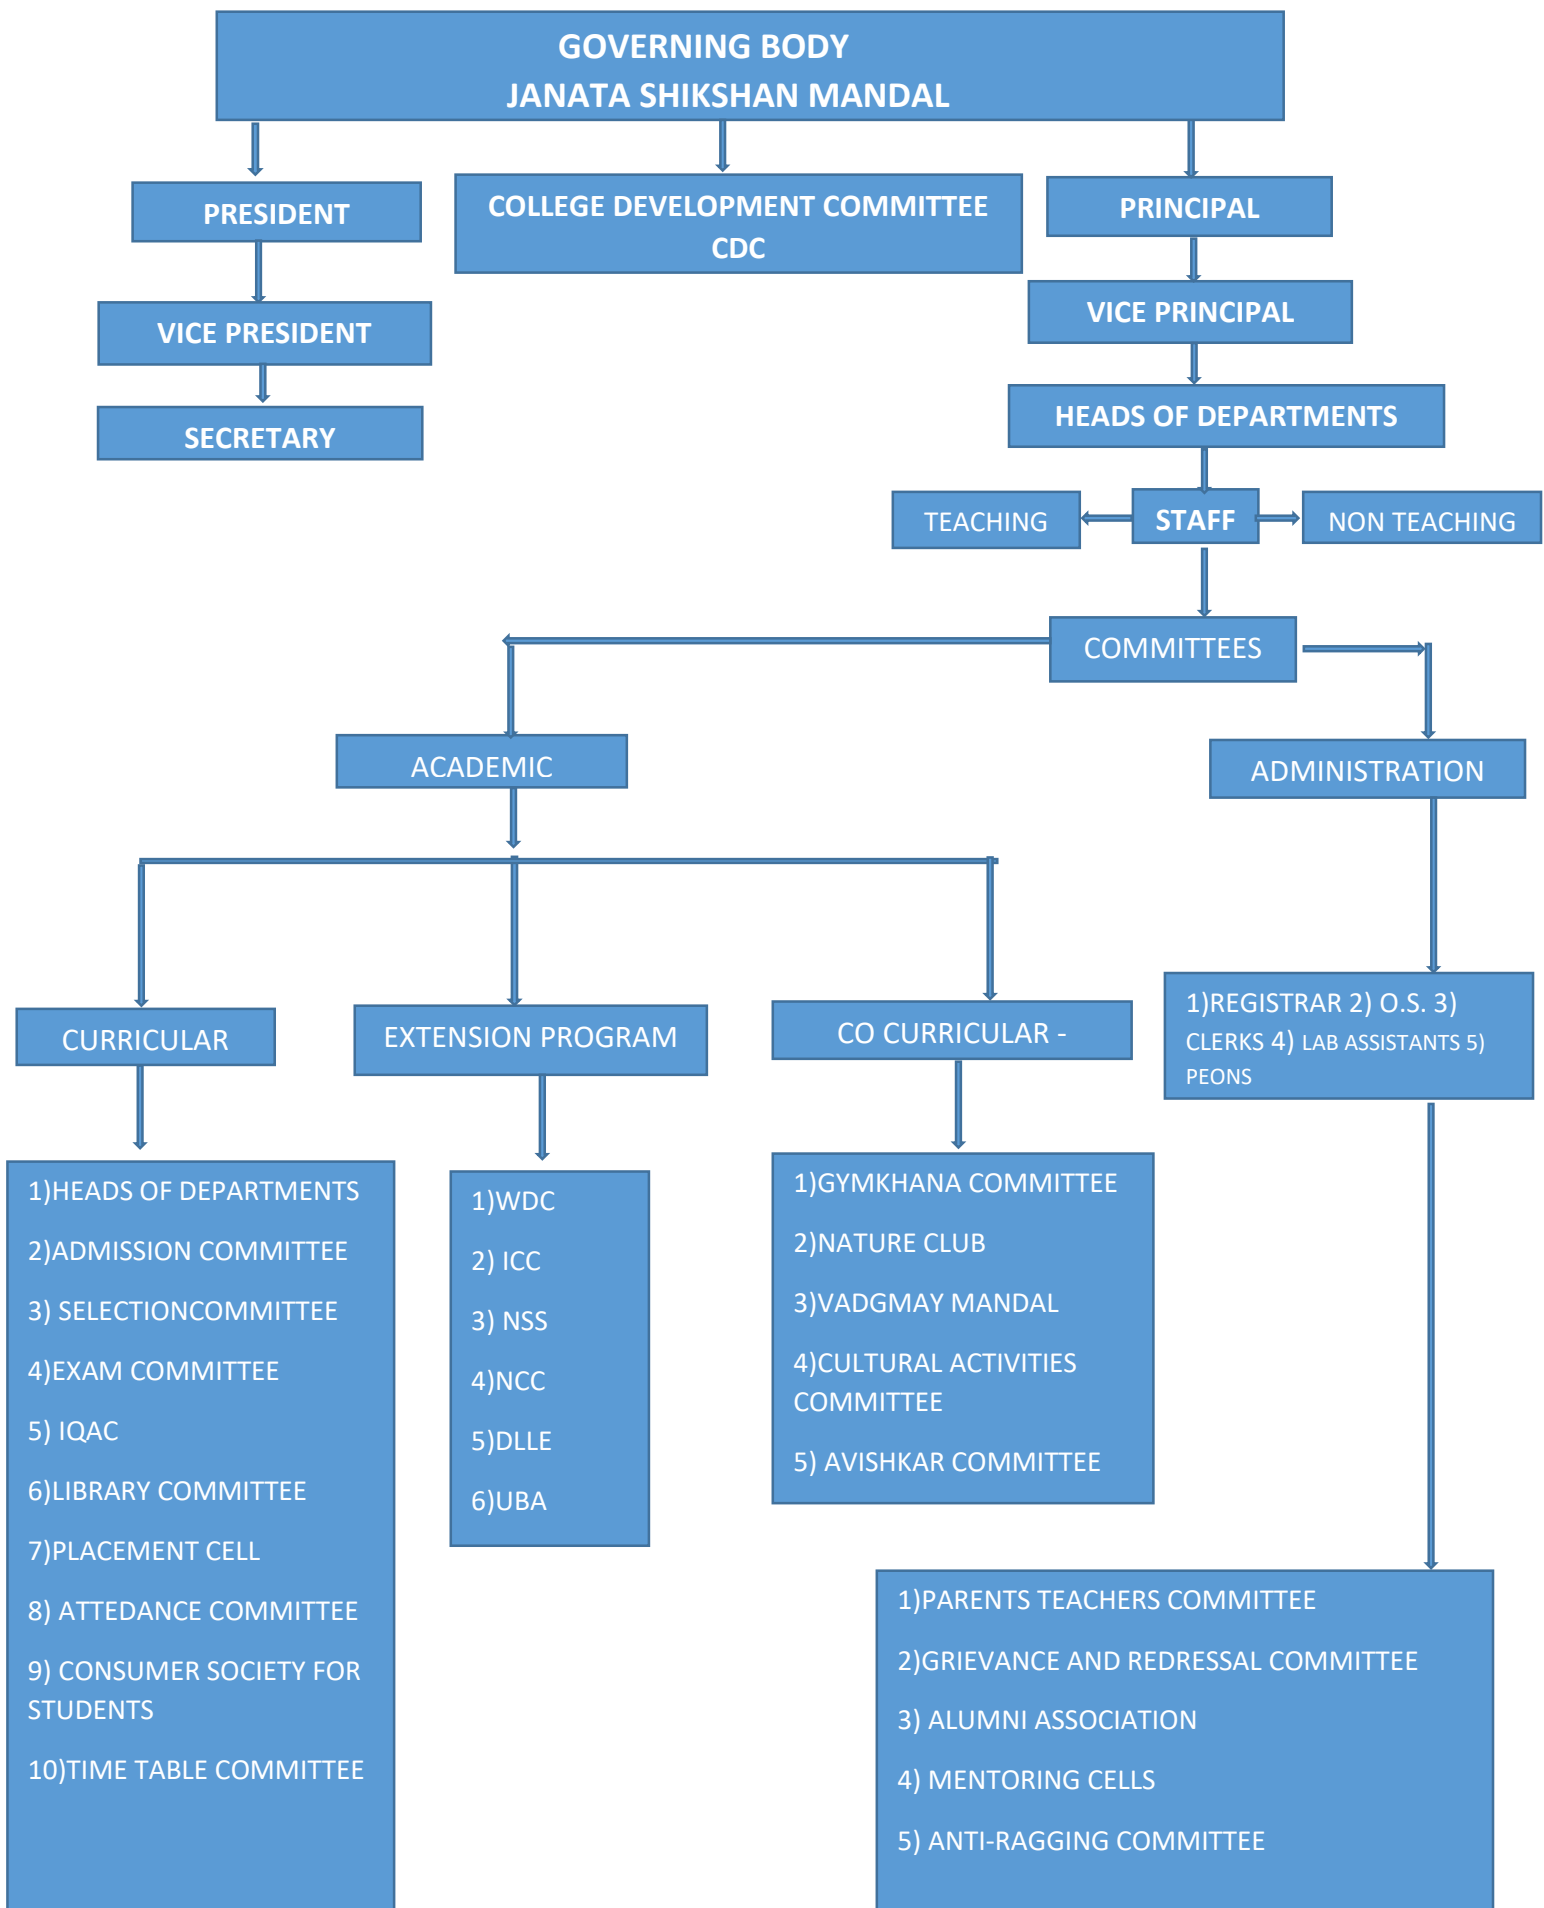 GOVERNING BODY
JANATA SHIKSHAN MANDAL
PRESIDENT
COLLEGE DEVELOPMENT COMMITTEE
CDC
PRINCIPAL
VICE PRESIDENT
VICE PRINCIPAL
SECRETARY
HEADS OF DEPARTMENTS
TEACHING
STAFF
NON TEACHING
COMMITTEES
ACADEMIC
ADMINISTRATION
CURRICULAR
EXTENSION PROGRAM
CO CURRICULAR -
1)REGISTRAR 2) O.S. 3)
CLERKS 4) LAB ASSISTANTS 5)
PEONS
1)HEADS OF DEPARTMENTS
2)ADMISSION COMMITTEE
3) SELECTIONCOMMITTEE
4)EXAM COMMITTEE
5) IQAC
6)LIBRARY COMMITTEE
7)PLACEMENT CELL
8) ATTEDANCE COMMITTEE
9) CONSUMER SOCIETY FOR
STUDENTS
10)TIME TABLE COMMITTEE
1)WDC
2) ICC
3) NSS
4)NCC
5)DLLE
6)UBA
1)GYMKHANA COMMITTEE
2)NATURE CLUB
3)VADGMAY MANDAL
4)CULTURAL ACTIVITIES
COMMITTEE
5) AVISHKAR COMMITTEE
1)PARENTS TEACHERS COMMITTEE
2)GRIEVANCE AND REDRESSAL COMMITTEE
3) ALUMNI ASSOCIATION
4) MENTORING CELLS
5) ANTI-RAGGING COMMITTEE